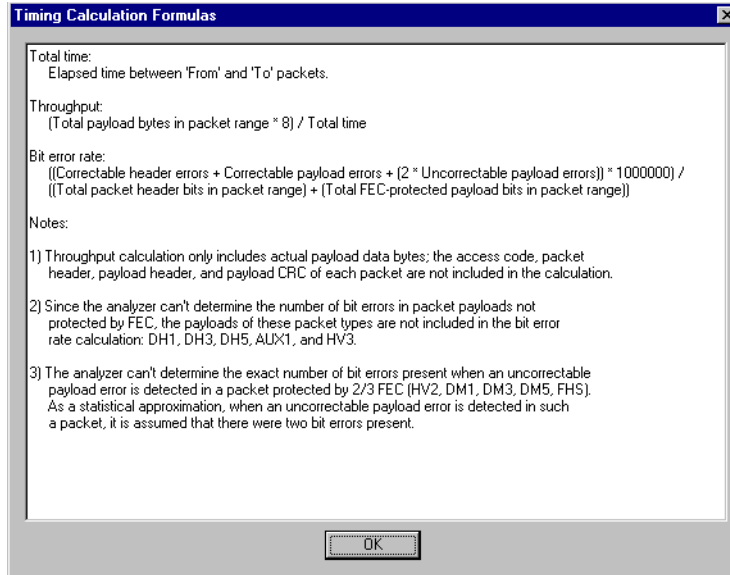 Timing Calculation Formulas
Total time:
Elapsed time between 'From' and 'To' packets.
Throughput:
(Total payload bytes in packet range * 8) / Total time
Bit error rate:
((Correctable header errors + Correctable payload errors + (2 * Uncorrectable payload errors)) * 1000000) /
((Total packet header bits in packet range) + (Total FEC-protected payload bits in packet range))
Notes:
1) Throughput calculation only includes actual payload data bytes; the access code, packet
header, payload header, and payload CRC of each packet are not included in the calculation.
2) Since the analyzer can't determine the number of bit errors in packet payloads not
protected by FEC, the payloads of these packet types are not included in the bit error
rate calculation: DH1, DH3, DH5, AUX1, and HV3.
3) The analyzer can't determine the exact number of bit errors present when an uncorrectable
payload error is detected in a packet protected by 2/3 FEC (HV2, DM1, DM3, DM5, FHS).
As a statistical approximation, when an uncorrectable payload error is detected in such
a packet, it is assumed that there were two bit errors present.
OK